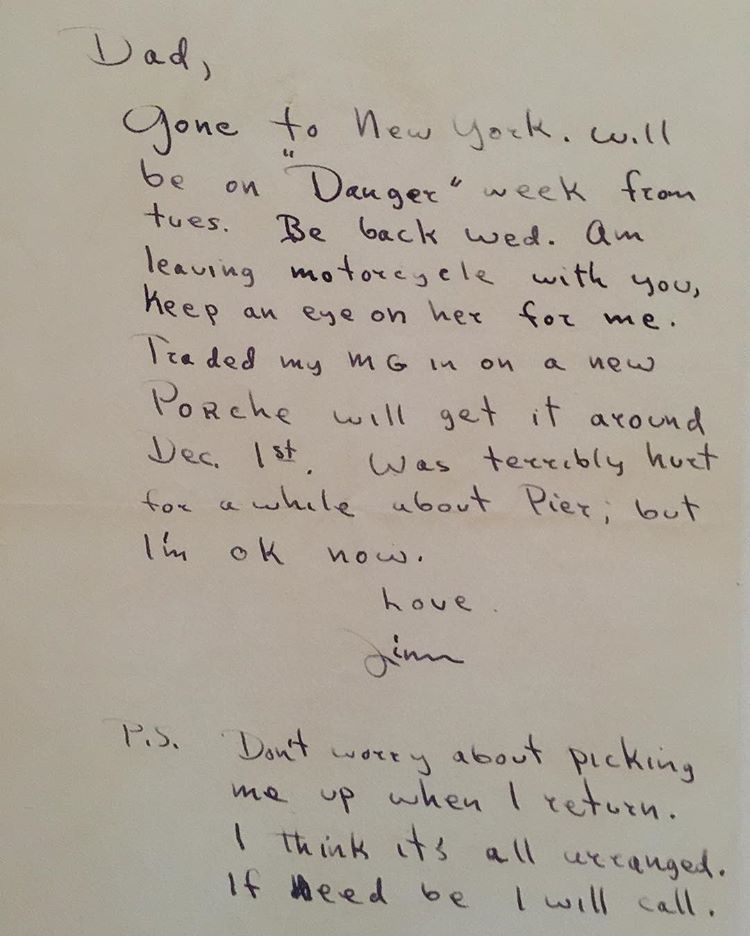 Dad,
Gone to New York. will
be on "Danger" week from
tues. Be back wed. Am
leaving motorcycle with you,
Keep an eye on her for me.
Traded my MG in on a new
Porche will get it around
Dec. 1st. Was terribly hurt
for awhile about Pier; but
I'm ok now.
Love.
Jim
P.S. Don't worry about picking
me up when I return.
I think it's all arranged.
If Need be I will call.